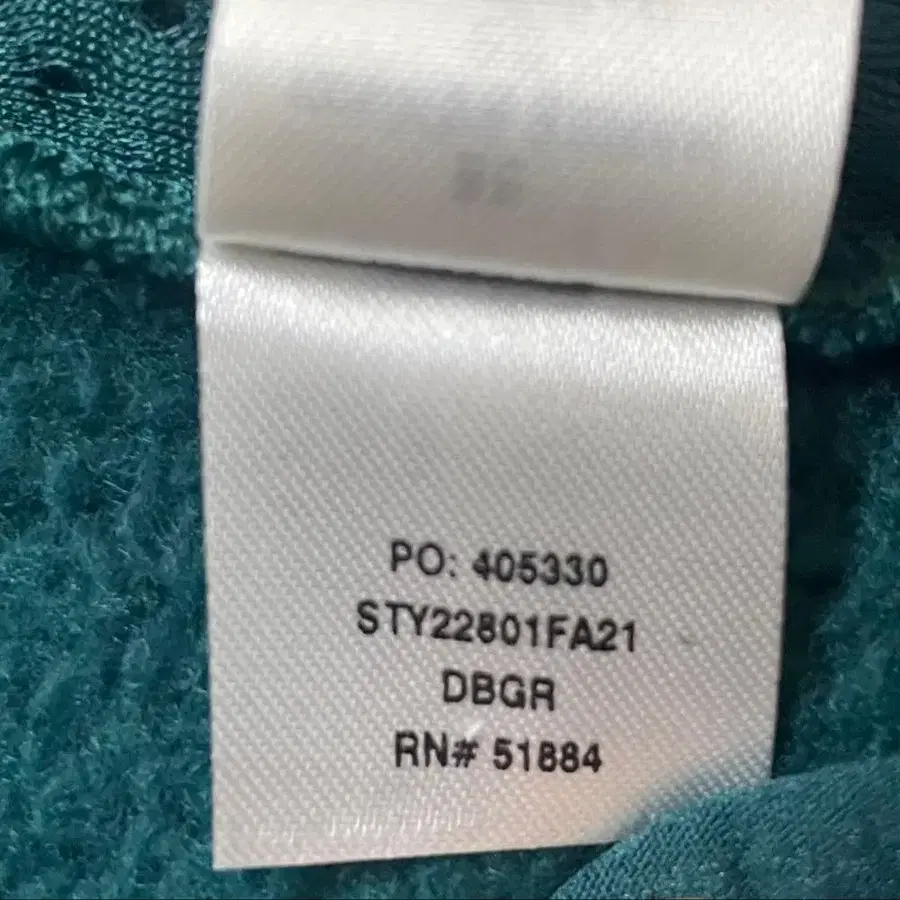 PO: 405330
STY22801FA21
DBGR
RN# 51884